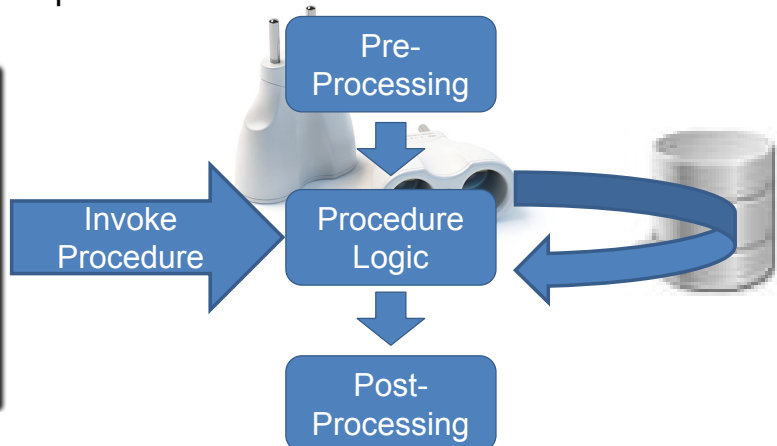 Pre-
Processing
Invoke
Procedure
Procedure
Logic
Post-
Processing